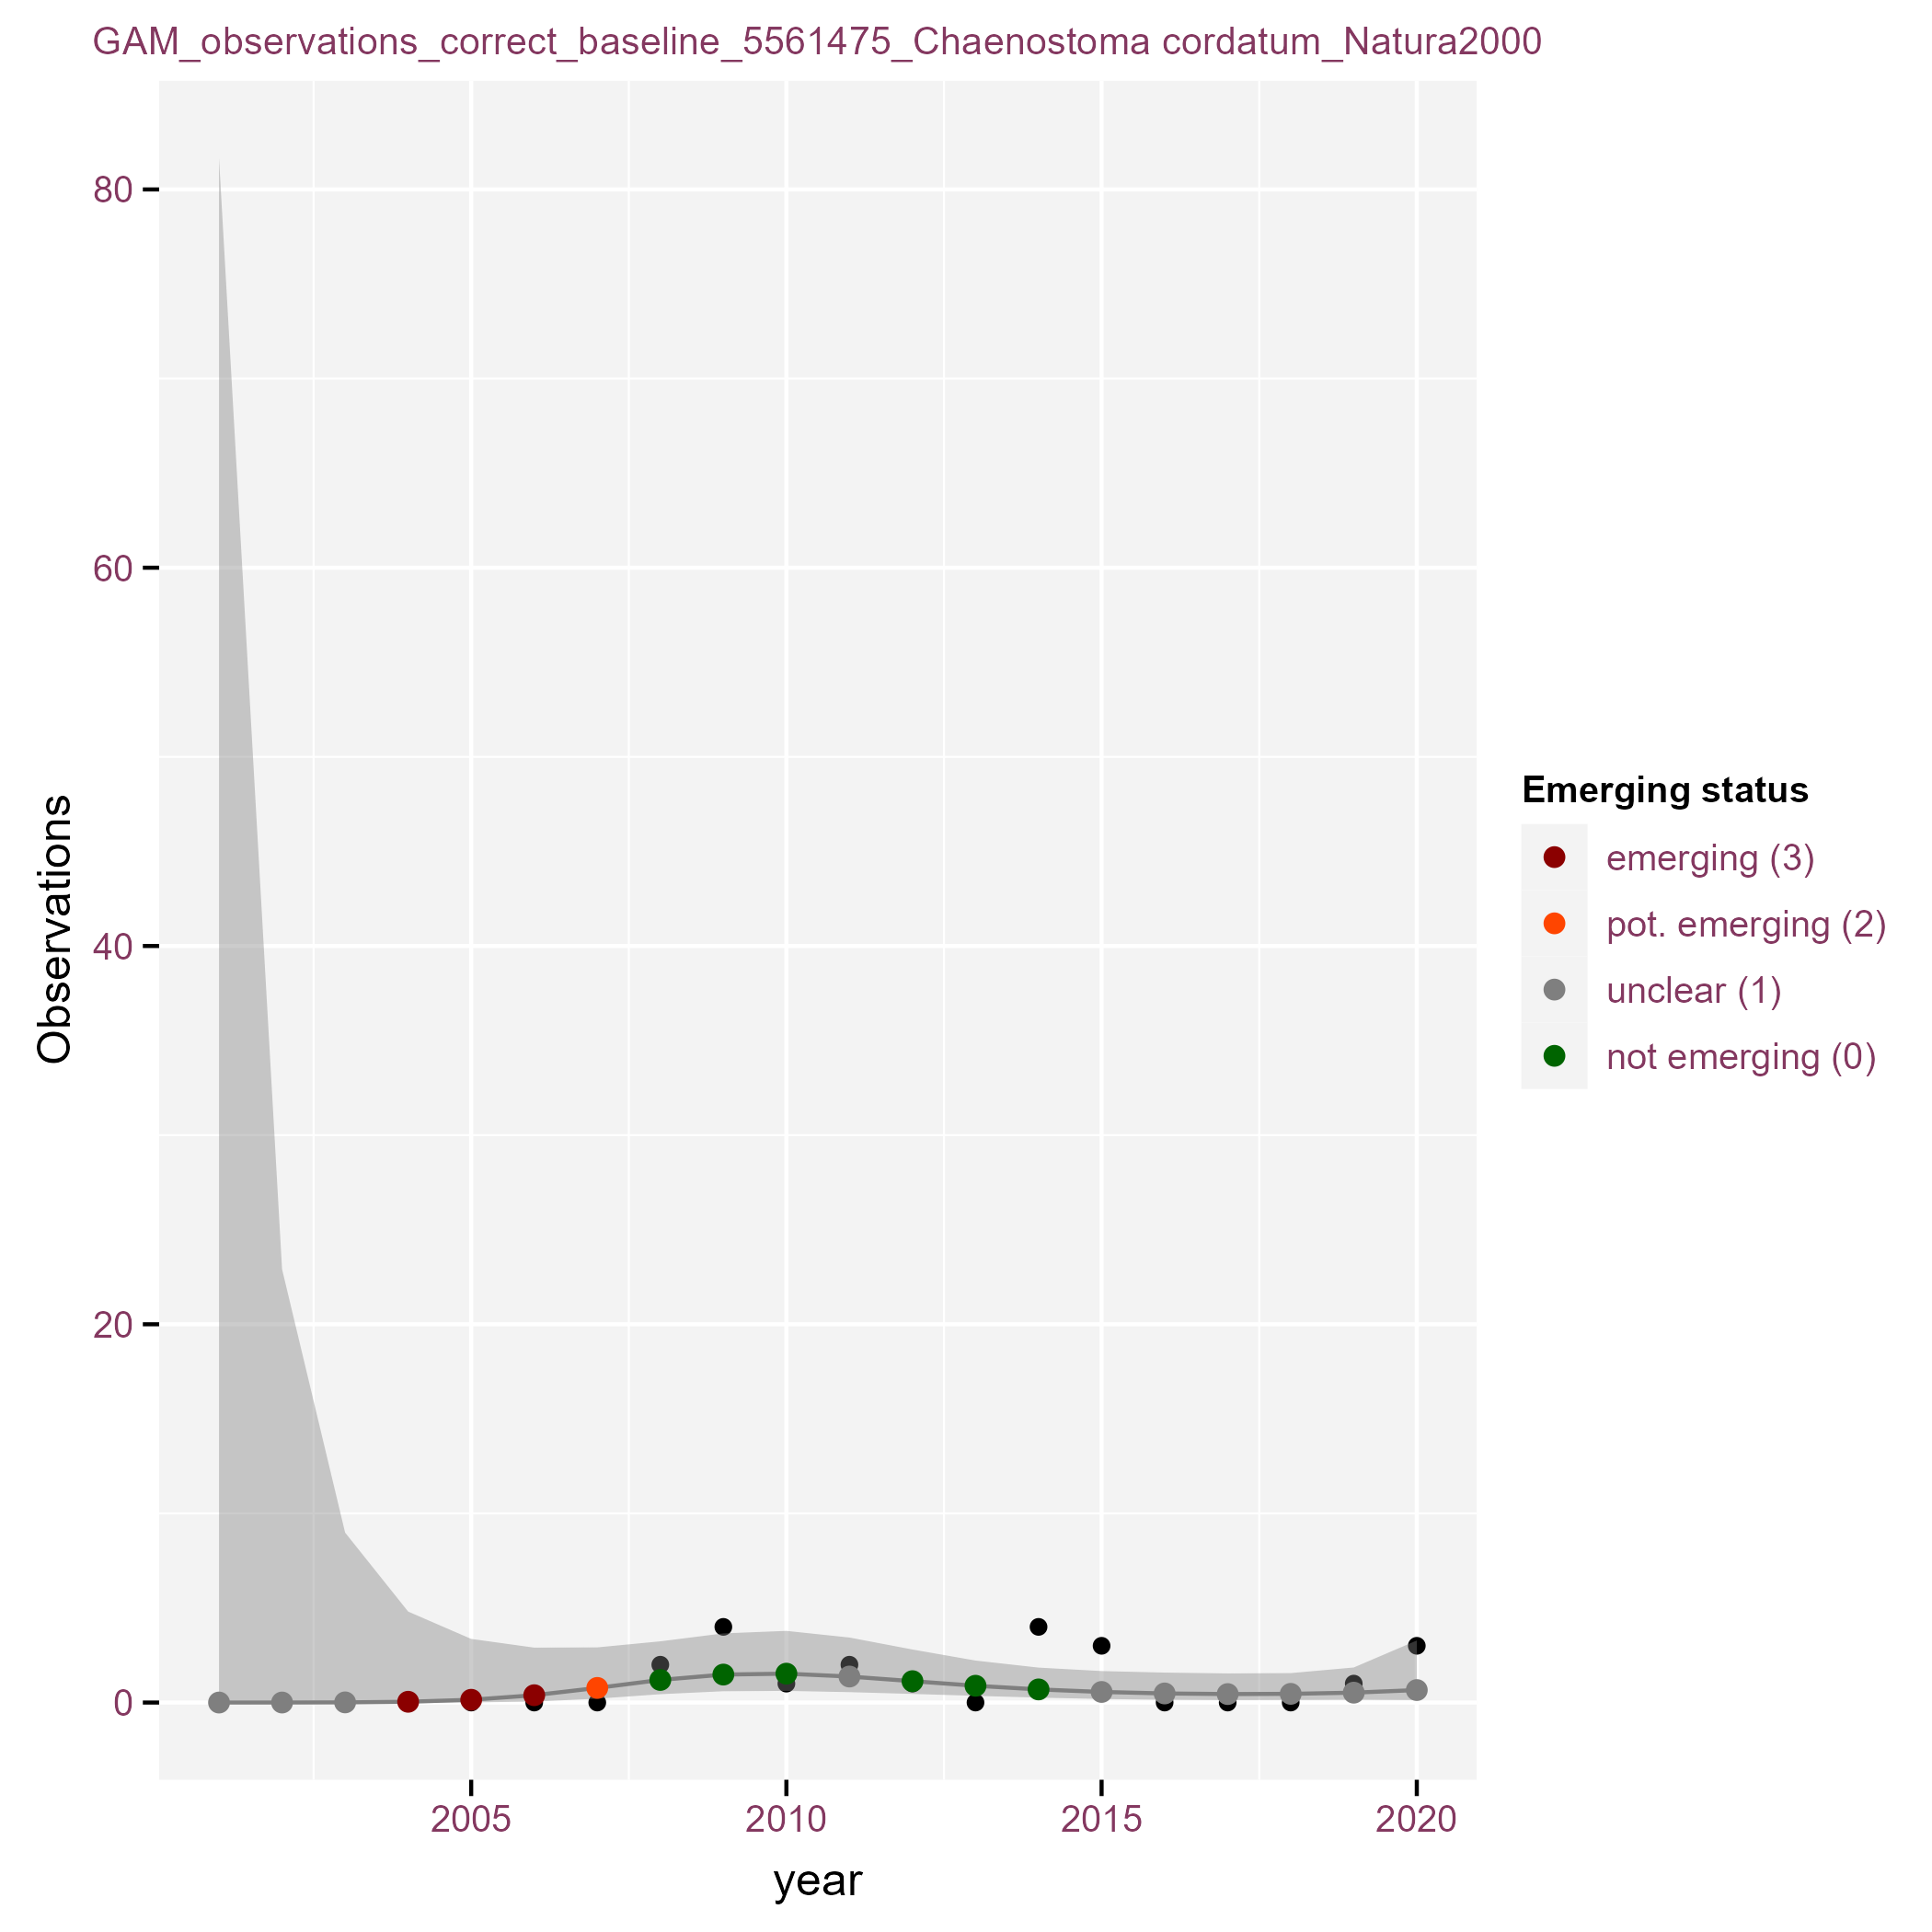 GAM_observations_correct_baseline_5561475_Chaenostoma cordatum_Natura2000
80
60
40
20
0
Observations
2005 2010 2015 2020
year
Emerging status
emerging (3)
pot. emerging (2)
unclear (1)
not emerging (0)